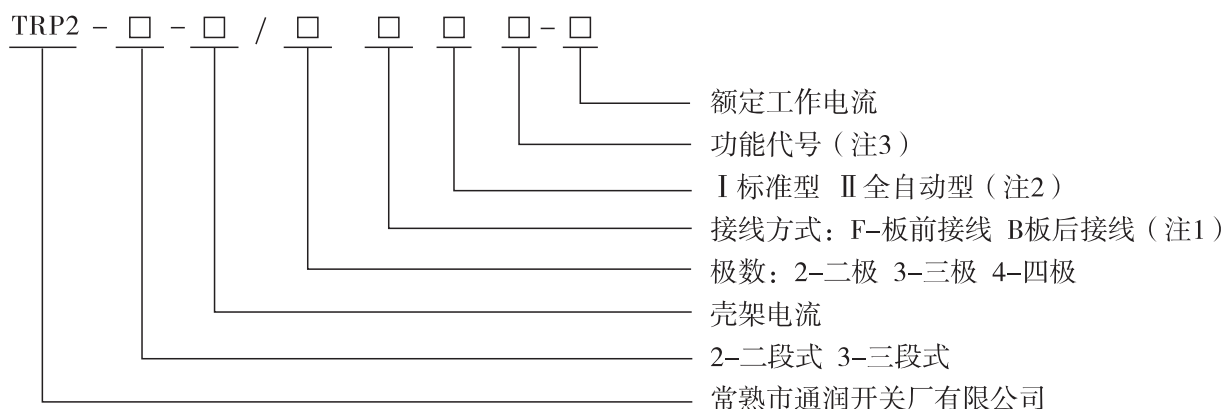 TRP2-□-□/□ □ □ □-□
额定工作电流
功能代号（注3）
Ⅰ标准型 Ⅱ全自动型（注2）
接线方式：F-板前接线 B板后接线（注1）
极数：2-二极 3-三极 4-四极
壳架电流
2-二段式 3-三段式
常熟市通润开关厂有限公司